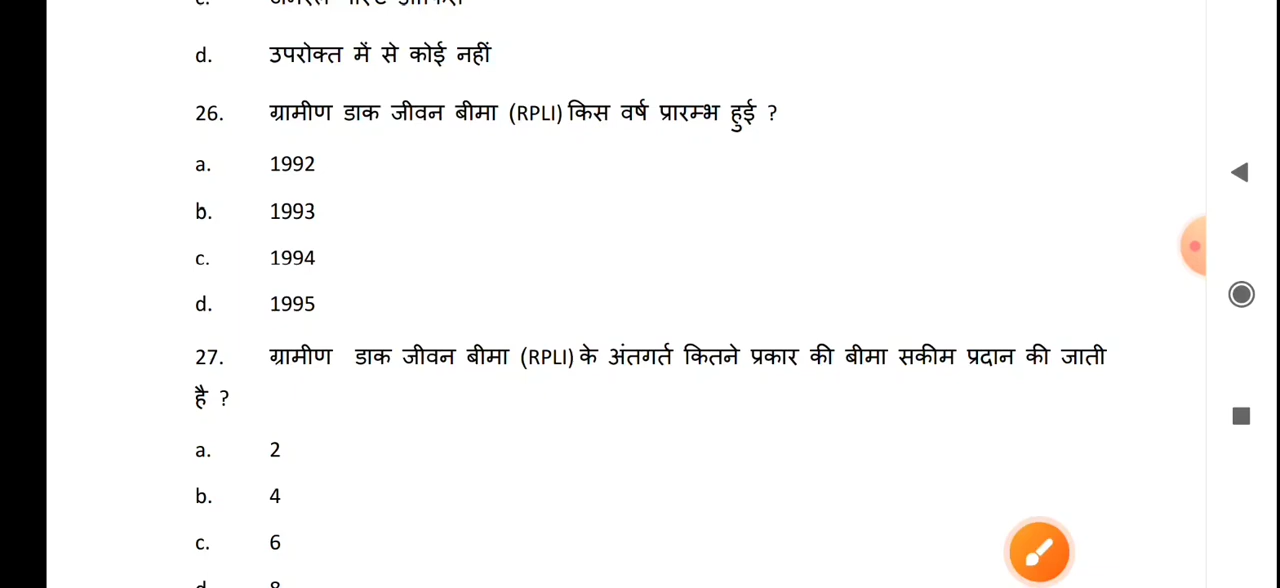 d. उपरोक्त में से कोई नहीं
26. ग्रामीण डाक जीवन बीमा (RPLI) किस वर्ष प्रारम्भ हुई ?
a. 1992
b. 1993
c. 1994
d. 1995
27. ग्रामीण डाक जीवन बीमा (RPLI) के अंतगर्त कितने प्रकार की बीमा सकीम प्रदान की जाती
है ?
a. 2
b. 4
c. 6